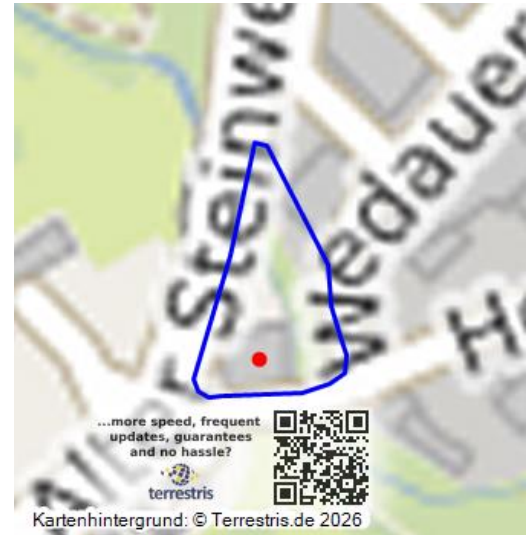 Steinwe
Wedauer
H
...more speed, frequent
updates, guarantees
and no hassle?
terrestris
Kartenhintergrund: © Terrestris.de 2026